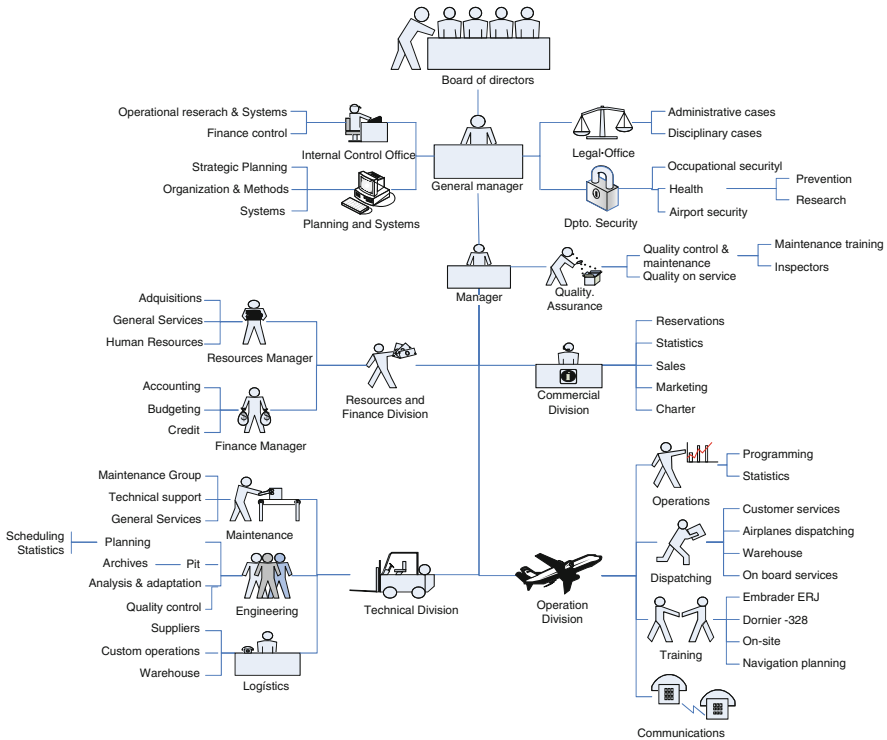 Board of directors
Operational reserach & Systems
Finance control
Internal Control Office
Strategic Planning
Organization & Methods
Systems
Planning and Systems
General manager
Administrative cases
Disciplinary cases
Legal•Office
Occupational securityl
Health
Airport security
Prevention
Research
Dpto. Security
Manager
Quality.
Assurance
Quality control &
maintenance
Quality on service
Maintenance training
Inspectors
Adquisitions
General Services
Human Resources
Resources Manager
Accounting
Budgeting
Credit
Finance Manager
Resources and
Finance Division
Commercial
Division
Reservations
Statistics
Sales
Marketing
Charter
Maintenance Group
Technical support
General Services
Maintenance
Scheduling
Statistics
Planning
Archives
Pit
Analysis & adaptation
Quality control
Engineering
Suppliers
Custom operations
Warehouse
Logístics
Technical Division
Operation
Division
Operations
Programming
Statistics
Dispatching
Customer services
Airplanes dispatching
Warehouse
On board services
Training
Embrader ERJ
Dornier -328
On-site
Navigation planning
Communications